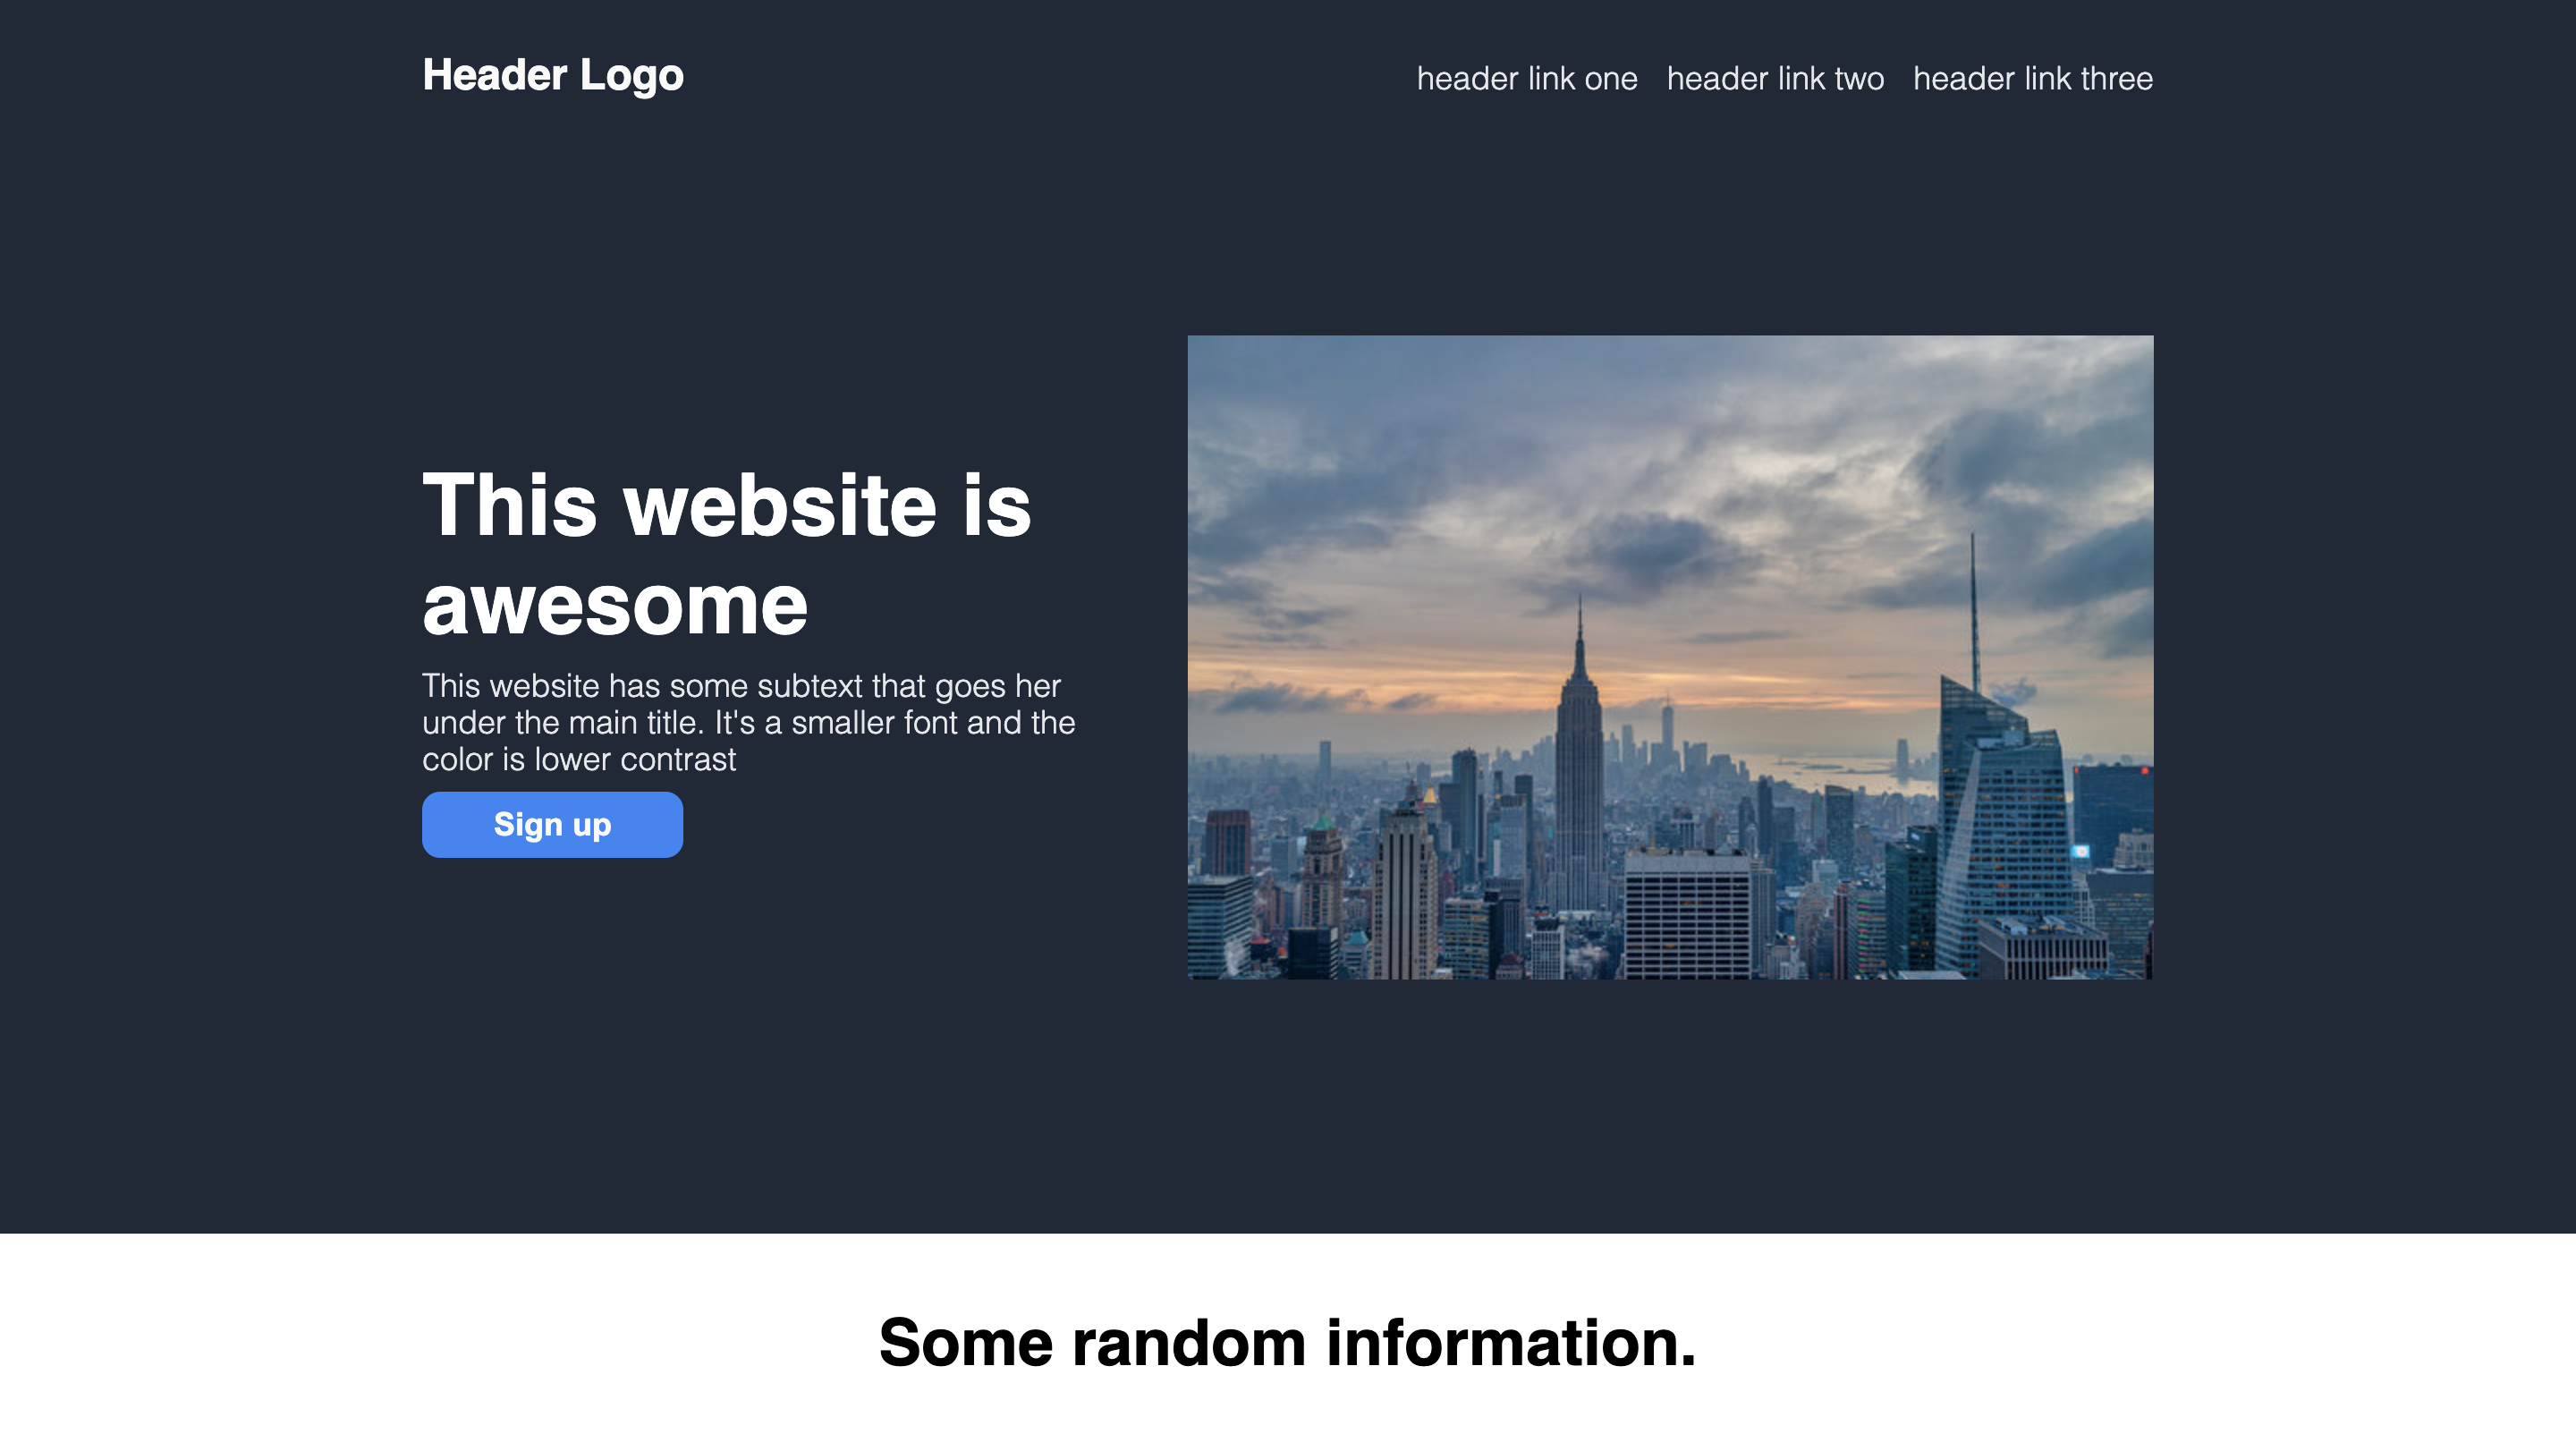 Header Logo
header link one header link two header link three
This website is
awesome
This website has some subtext that goes her
under the main title. It's a smaller font and the
color is lower contrast
Sign up
Some random information.